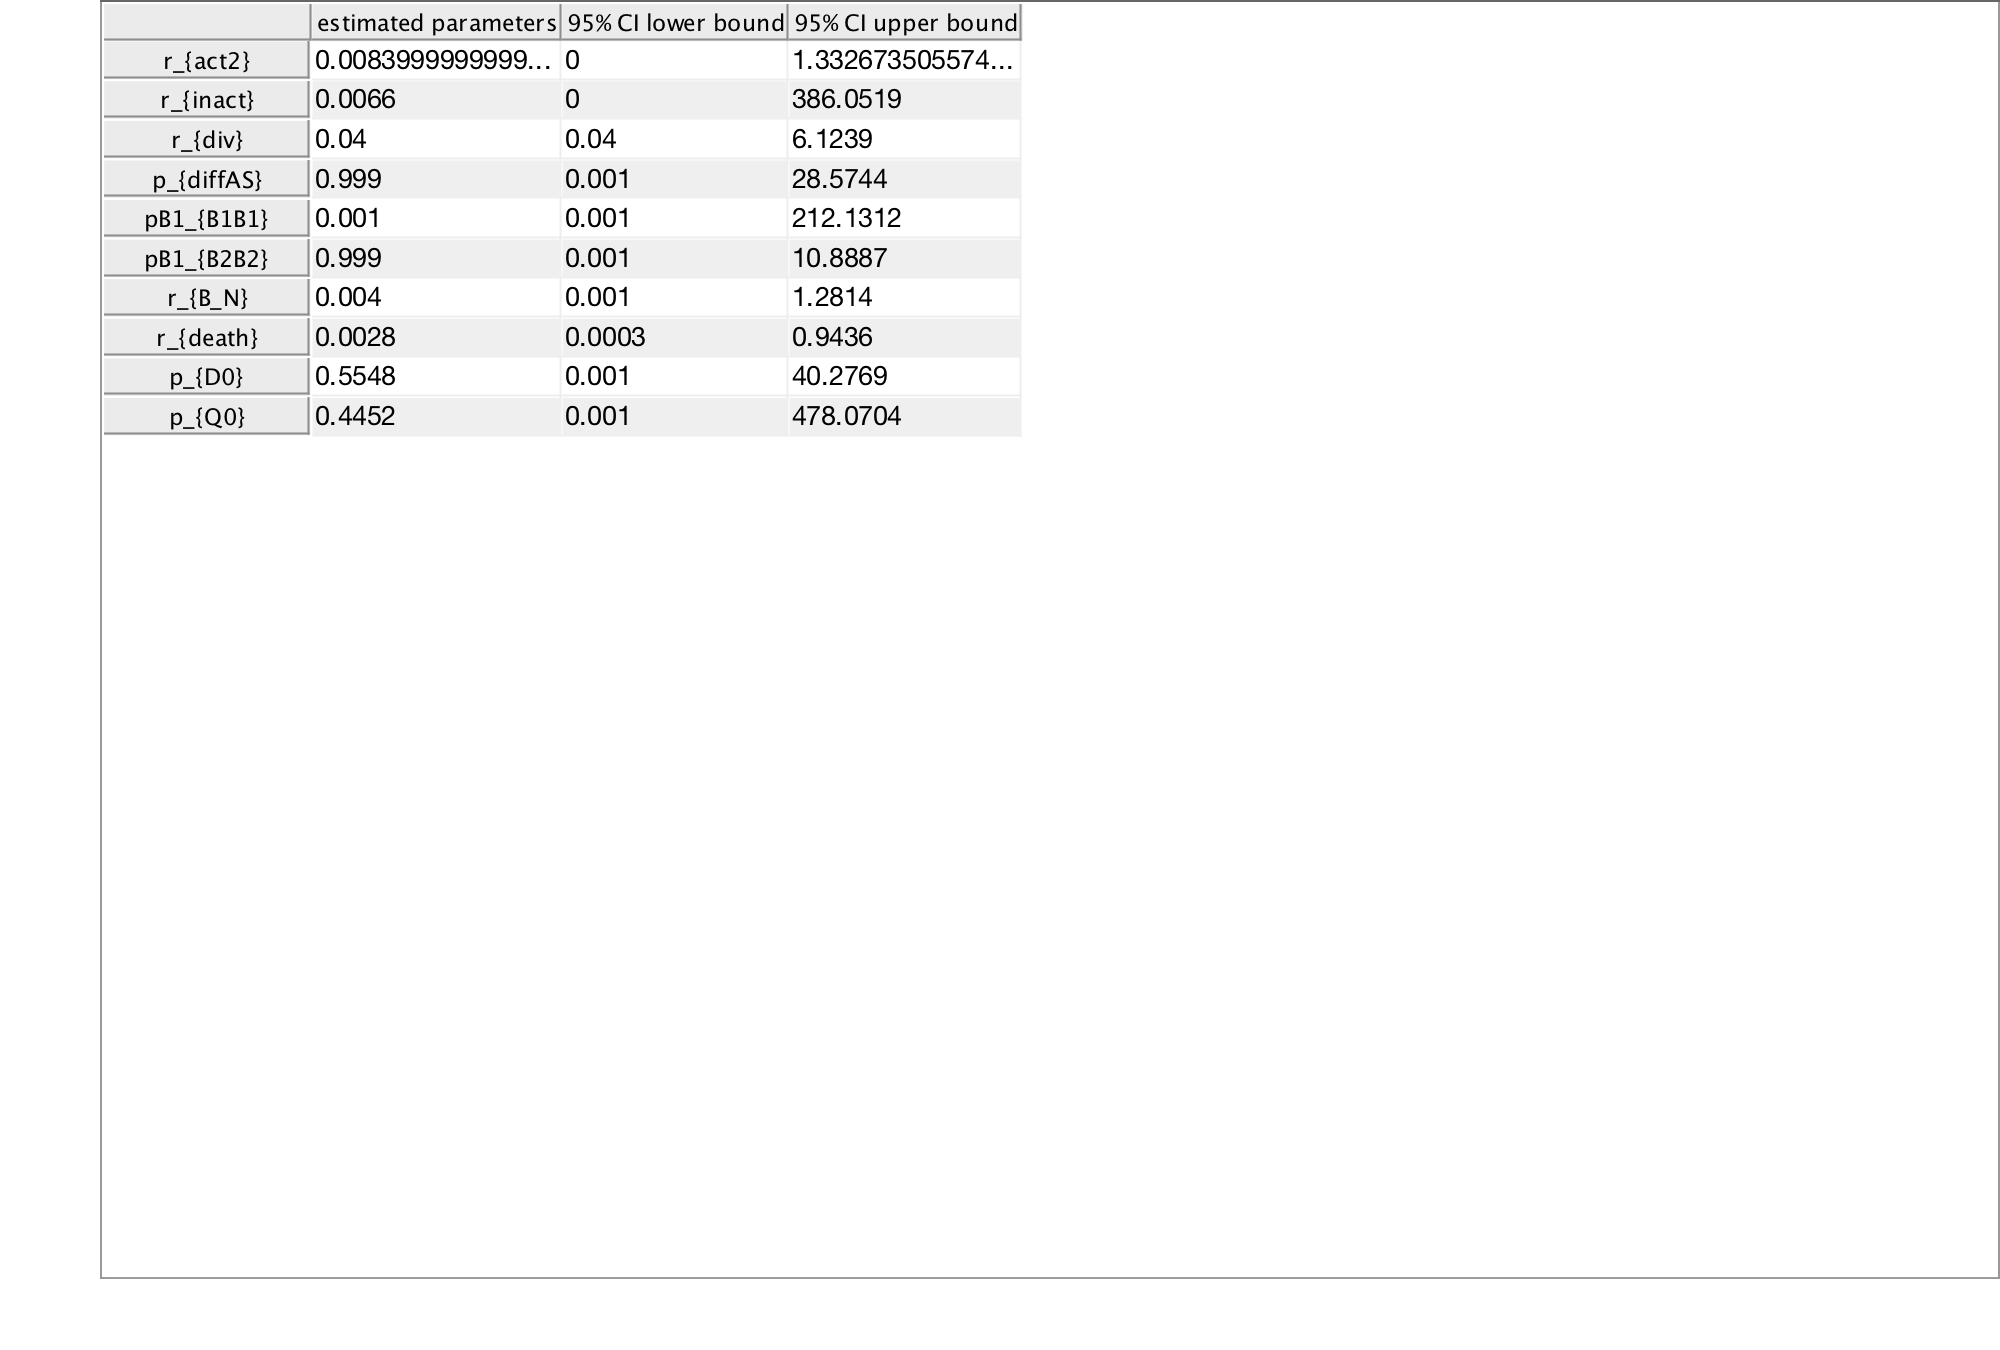 estimated parameters 95% CI lower bound 95% CI upper bound
r_{act2} 0.0083999999999... 0 1.332673505574...
r_{inact} 0.0066 0 386.0519
r_{div} 0.04 0.04 6.1239
p_{diffAS} 0.999 0.001 28.5744
pB1_{B1B1} 0.001 0.001 212.1312
pB1_{B2B2} 0.999 0.001 10.8887
r_{B_N} 0.004 0.001 1.2814
r_{death} 0.0028 0.0003 0.9436
p_{D0} 0.5548 0.001 40.2769
p_{Q0} 0.4452 0.001 478.0704